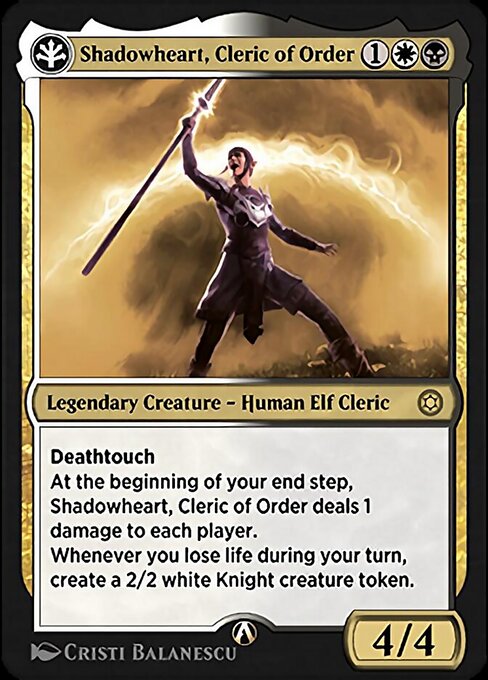 Shadowheart, Cleric of Order 1
Legendary Creature – Human Elf Cleric
Deathtouch
At the beginning of your end step,
Shadowheart, Cleric of Order deals 1
damage to each player.
Whenever you lose life during your turn,
create a 2/2 white Knight creature token.
4/4
Cristi Balanescu